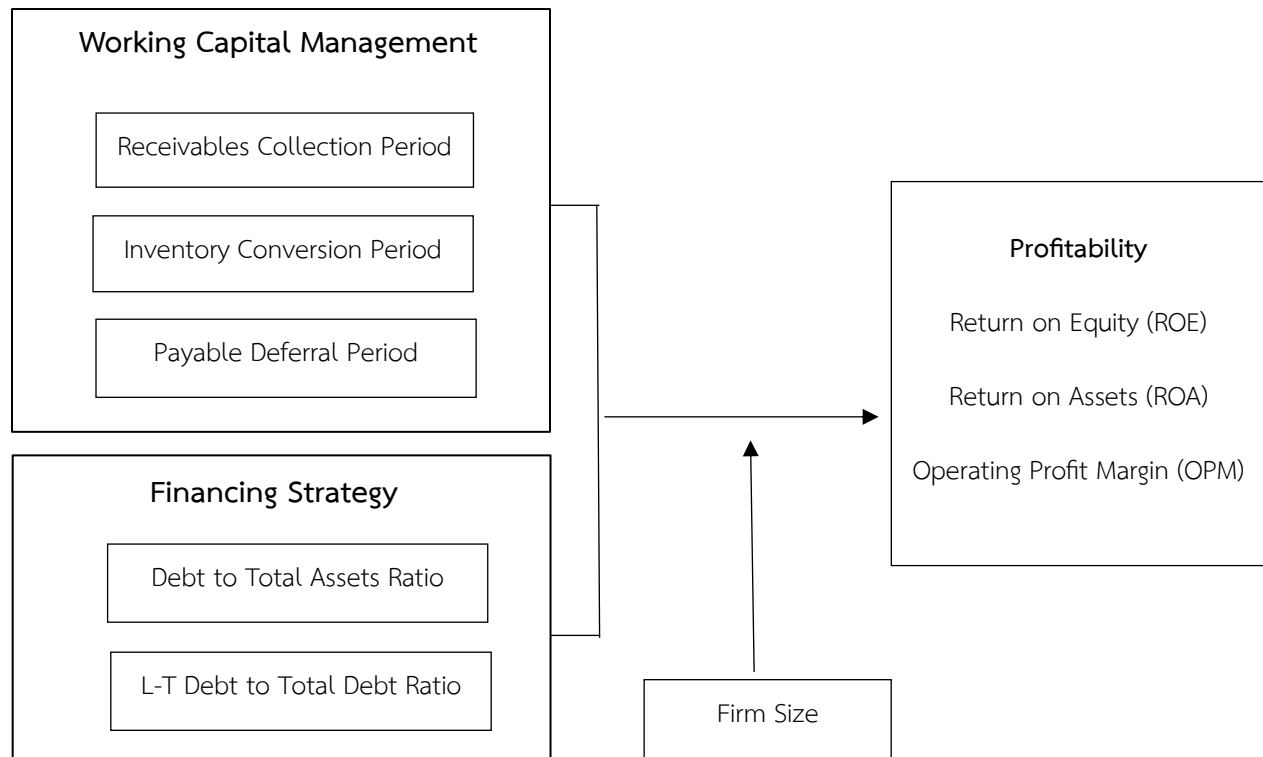 Working Capital Management
Receivables Collection Period
Inventory Conversion Period
Payable Deferral Period
Financing Strategy
Debt to Total Assets Ratio
L-T Debt to Total Debt Ratio
Firm Size
Profitability
Return on Equity (ROE)
Return on Assets (ROA)
Operating Profit Margin (OPM)